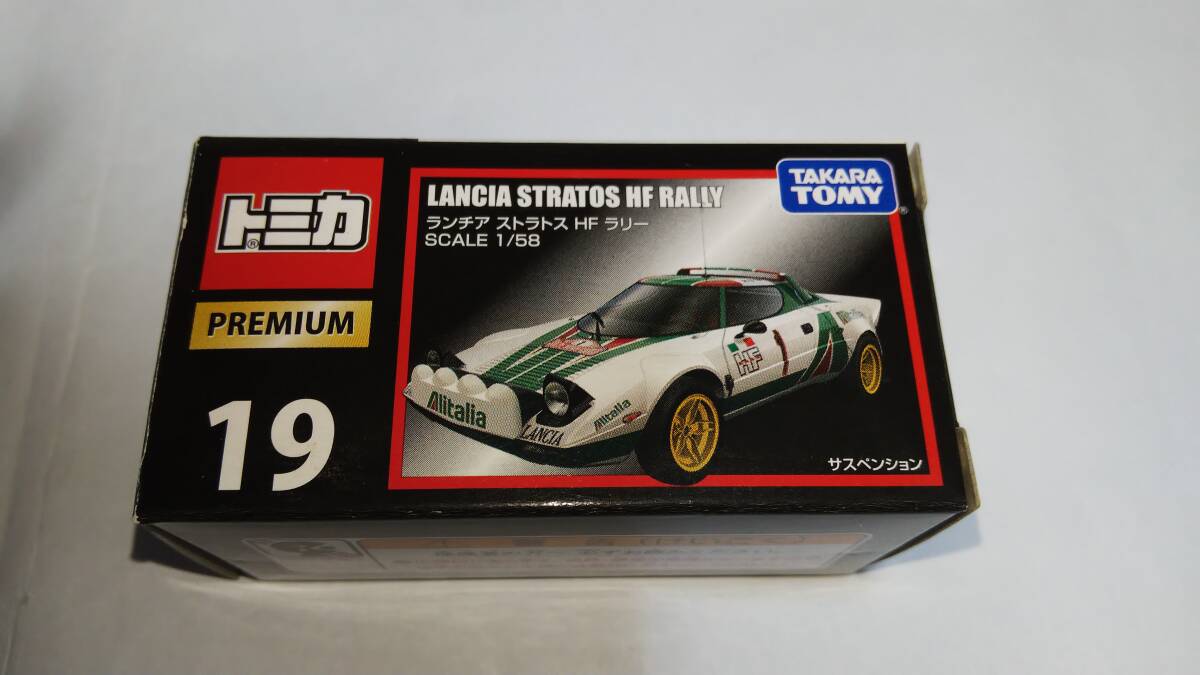 トミカ
®
PREMIUM
19
LANCIA STRATOS HF RALLY
ランチア ストラトス HF ラリー
SCALE 1/58
TAKARA
TOMY
®
HF
1
Alitalia
Alitalia
LANCIA
サスペンション